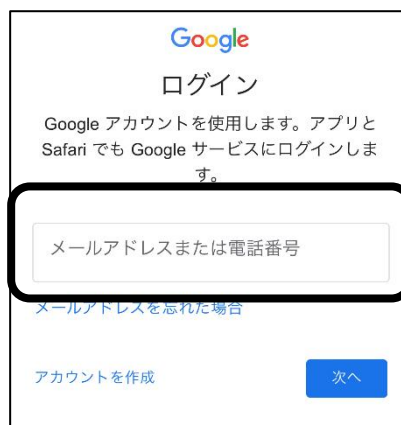 Google
ログイン
Google アカウントを使用します。アプリと
Safari でも Google サービスにログインしま
す。
メールアドレスまたは電話番号
メールアドレスを忘れた場合
アカウントを作成
次へ